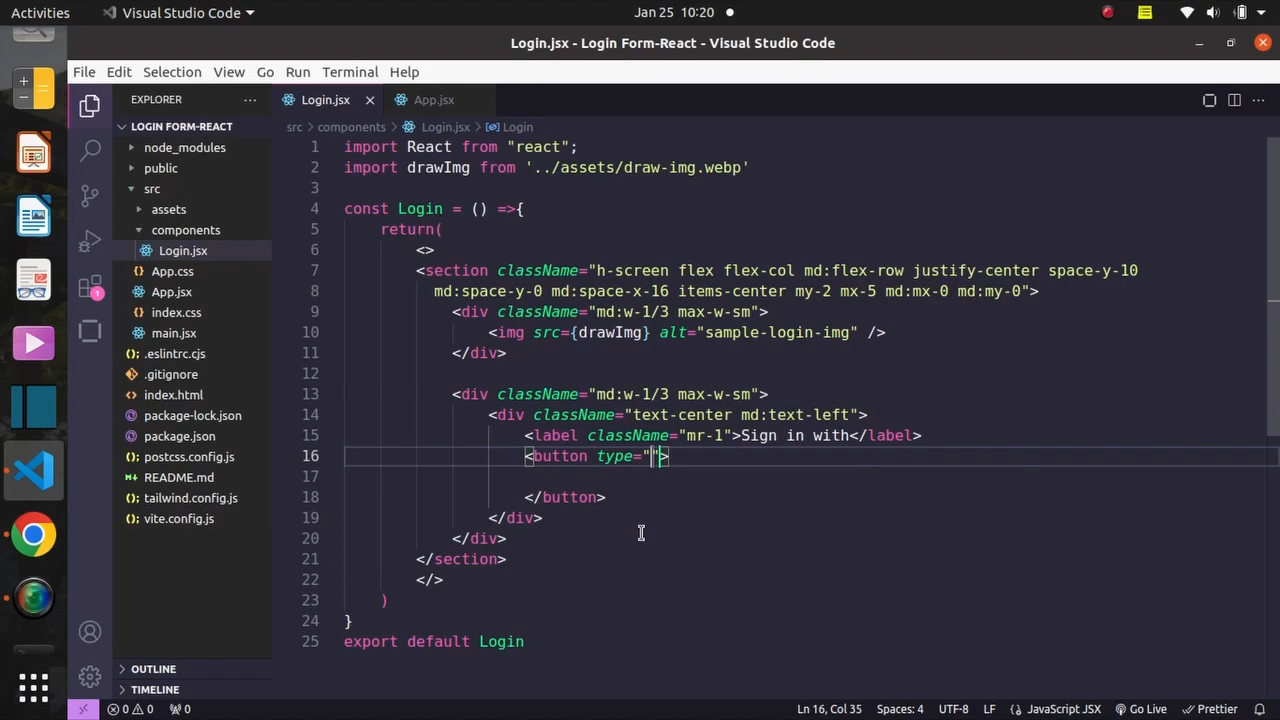 Activities
Visual Studio Code
Jan 25 10:20
Login.jsx - Login Form-React - Visual Studio Code
File Edit Selection View Go Run Terminal Help
EXPLORER
Login.jsx
App.jsx
LOGIN FORM-REACT
node_modules
public
src
assets
components
Login.jsx
App.css
App.jsx
index.css
main.jsx
.eslintrc.cjs
.gitignore
index.html
package-lock.json
package.json
postcss.config.js
README.md
tailwind.config.js
vite.config.js
OUTLINE
TIMELINE
1
src > components > Login.jsx > Login
1 import React from "react";
2 import drawImg from '../assets/draw-img.webp'
3
4 const Login = () =>{
5 return(
6 <>
7 <section className="h-screen flex flex-col md:flex-row justify-center space-y-10
8 md:space-y-0 md:space-x-16 items-center my-2 mx-5 md:mx-0 md:my-0">
9 <div className="md:w-1/3 max-w-sm">
10 <img src={drawImg} alt="sample-login-img" />
11 </div>
12
13 <div className="md:w-1/3 max-w-sm">
14 <div className="text-center md:text-left">
15 <label className="mr-1">Sign in with</label>
16 <button type="">
17
18 </button>
19 </div>
20 </div>
21 </section>
22 </>
23 )
24 }
25 export default Login
0 0 0
Ln 16, Col 35 Spaces: 4 UTF-8 LF JavaScript JSX Go Live Prettier